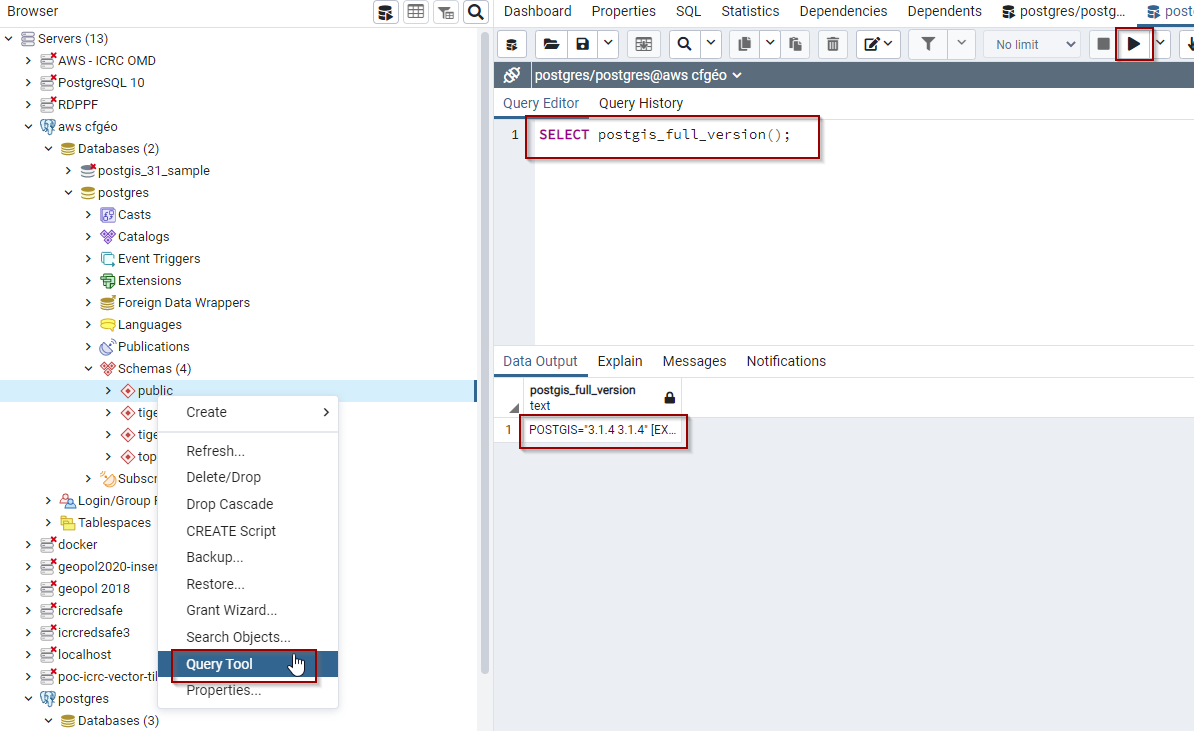 Browser
Servers (13)
AWS - ICRC OMD
PostgreSQL 10
RDPPF
aws cfgéo
Databases (2)
postgis_31_sample
postgres
Casts
Catalogs
Event Triggers
Extensions
Foreign Data Wrappers
Languages
Publications
Schemas (4)
public
tige
tige
top
Subscr
Login/Group
Tablespaces
docker
geopol2020-inser
geopol 2018
icrcredsafe
icrcredsafe3
localhost
poc-icrc-vector-til
postgres
Databases (3)
Create
Refresh...
Delete/Drop
Drop Cascade
CREATE Script
Backup...
Restore...
Grant Wizard...
Search Objects...
Query Tool
Properties...
Dashboard Properties SQL Statistics Dependencies Dependents postgres/postg... post
No limit
postgres/postgres@aws cfgéo
Query Editor Query History
1 SELECT postgis_full_version();
Data Output Explain Messages Notifications
postgis_full_version
text
1 POSTGIS="3.1.4 3.1.4" [EX...